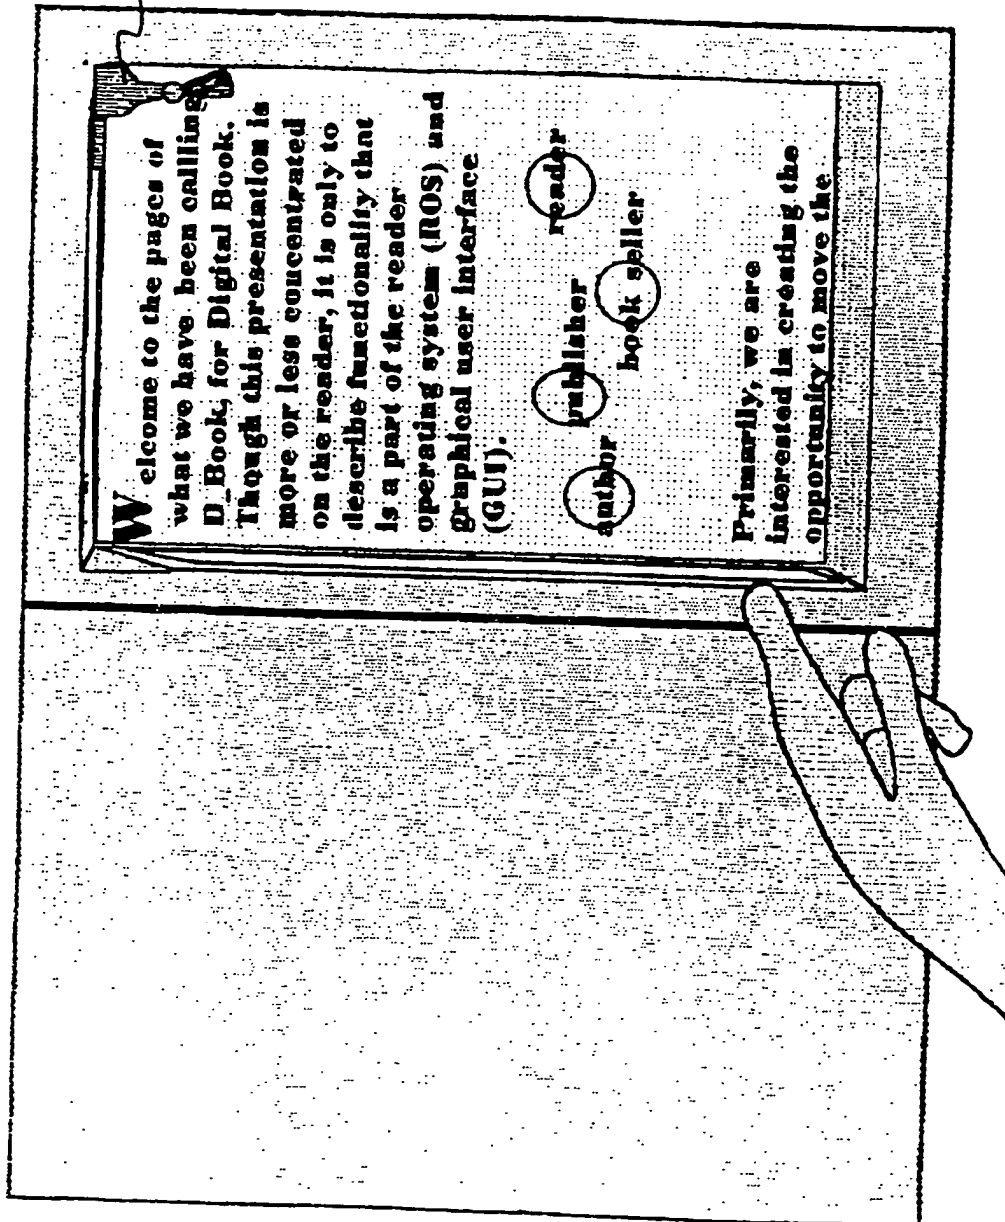 Welcome to the pages of
what we have been calling
D_Book, for Digital Book.
Though this presentation is
more or less concentrated
on the reader, it is only to
describe functionality that
is a part of the reader
operating system (ROS) and
graphical user interface
(GUI).
author
publisher
book seller
reader
Primarily, we are
interested in creating the
opportunity to move the